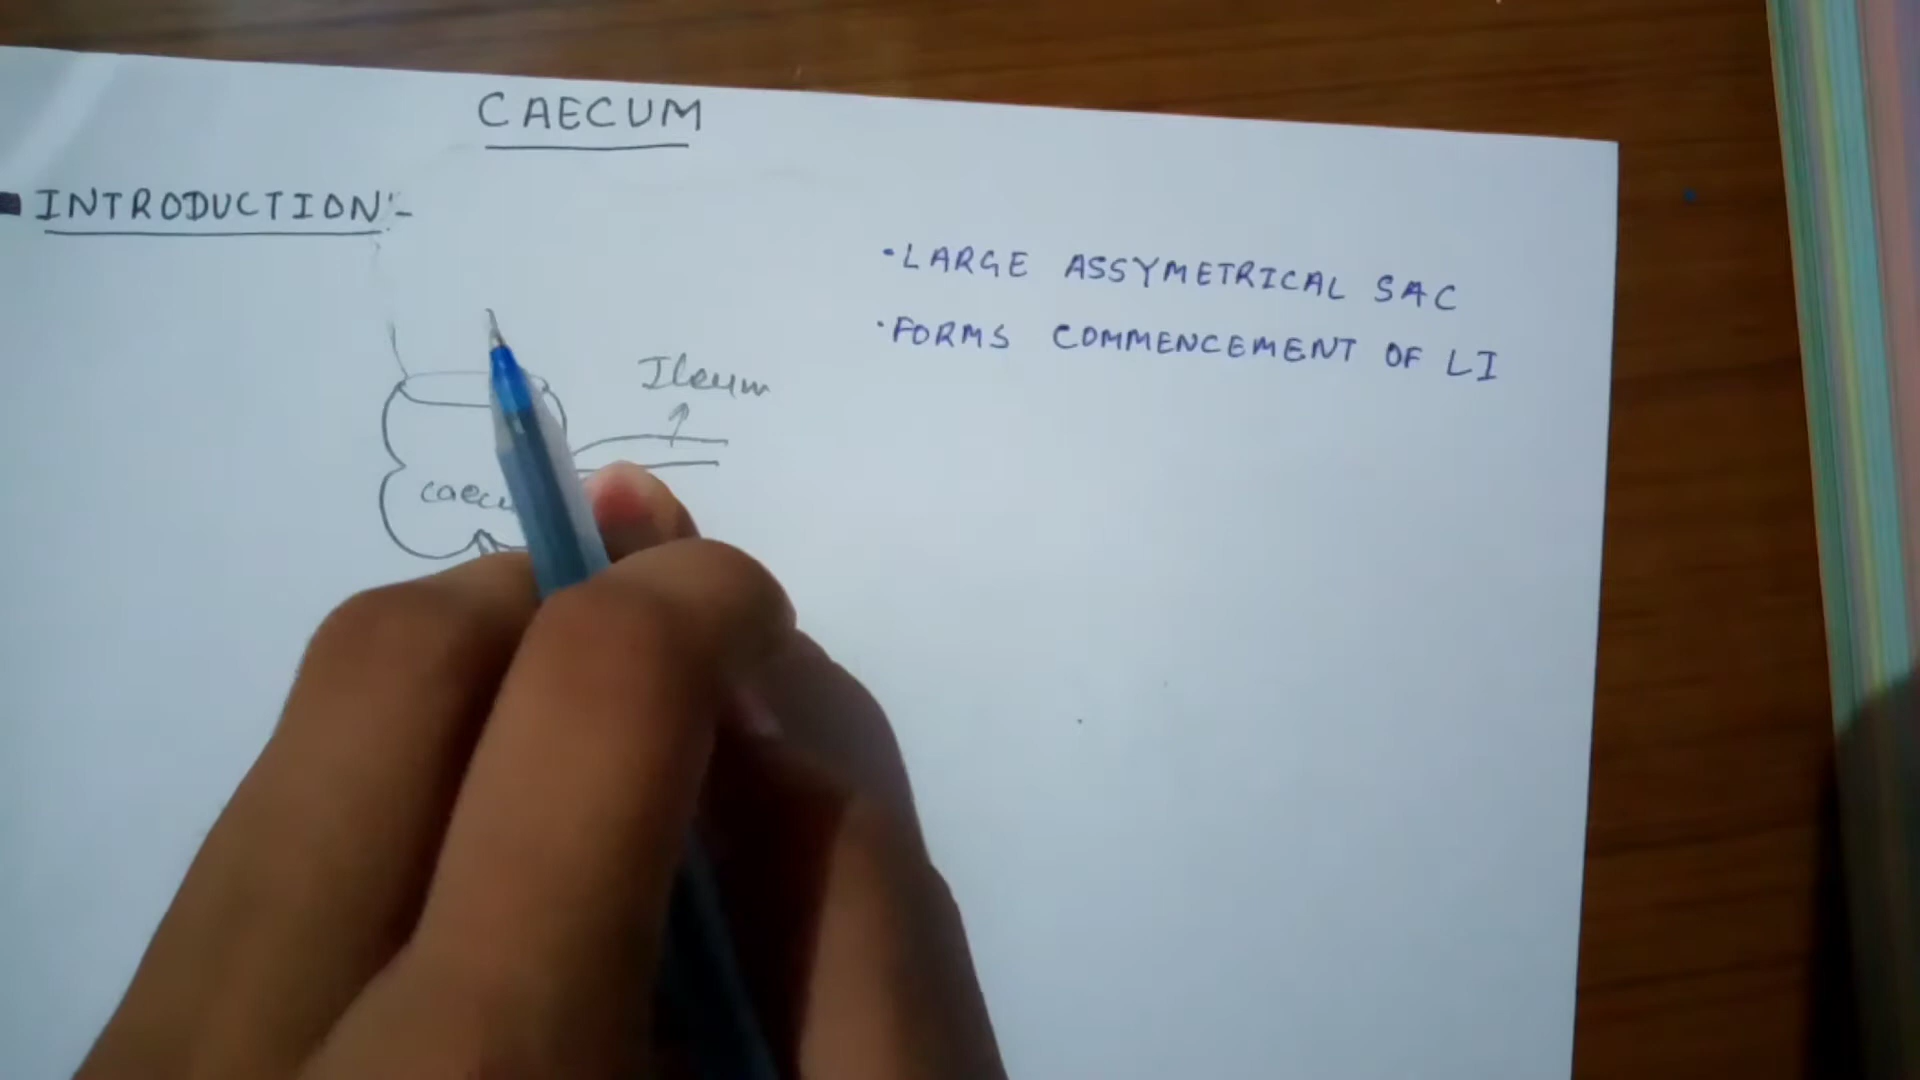 CAECUM
INTRODUCTION:-
• LARGE ASSYMETRICAL SAC
• FORMS COMMENCEMENT OF LI
Ileum